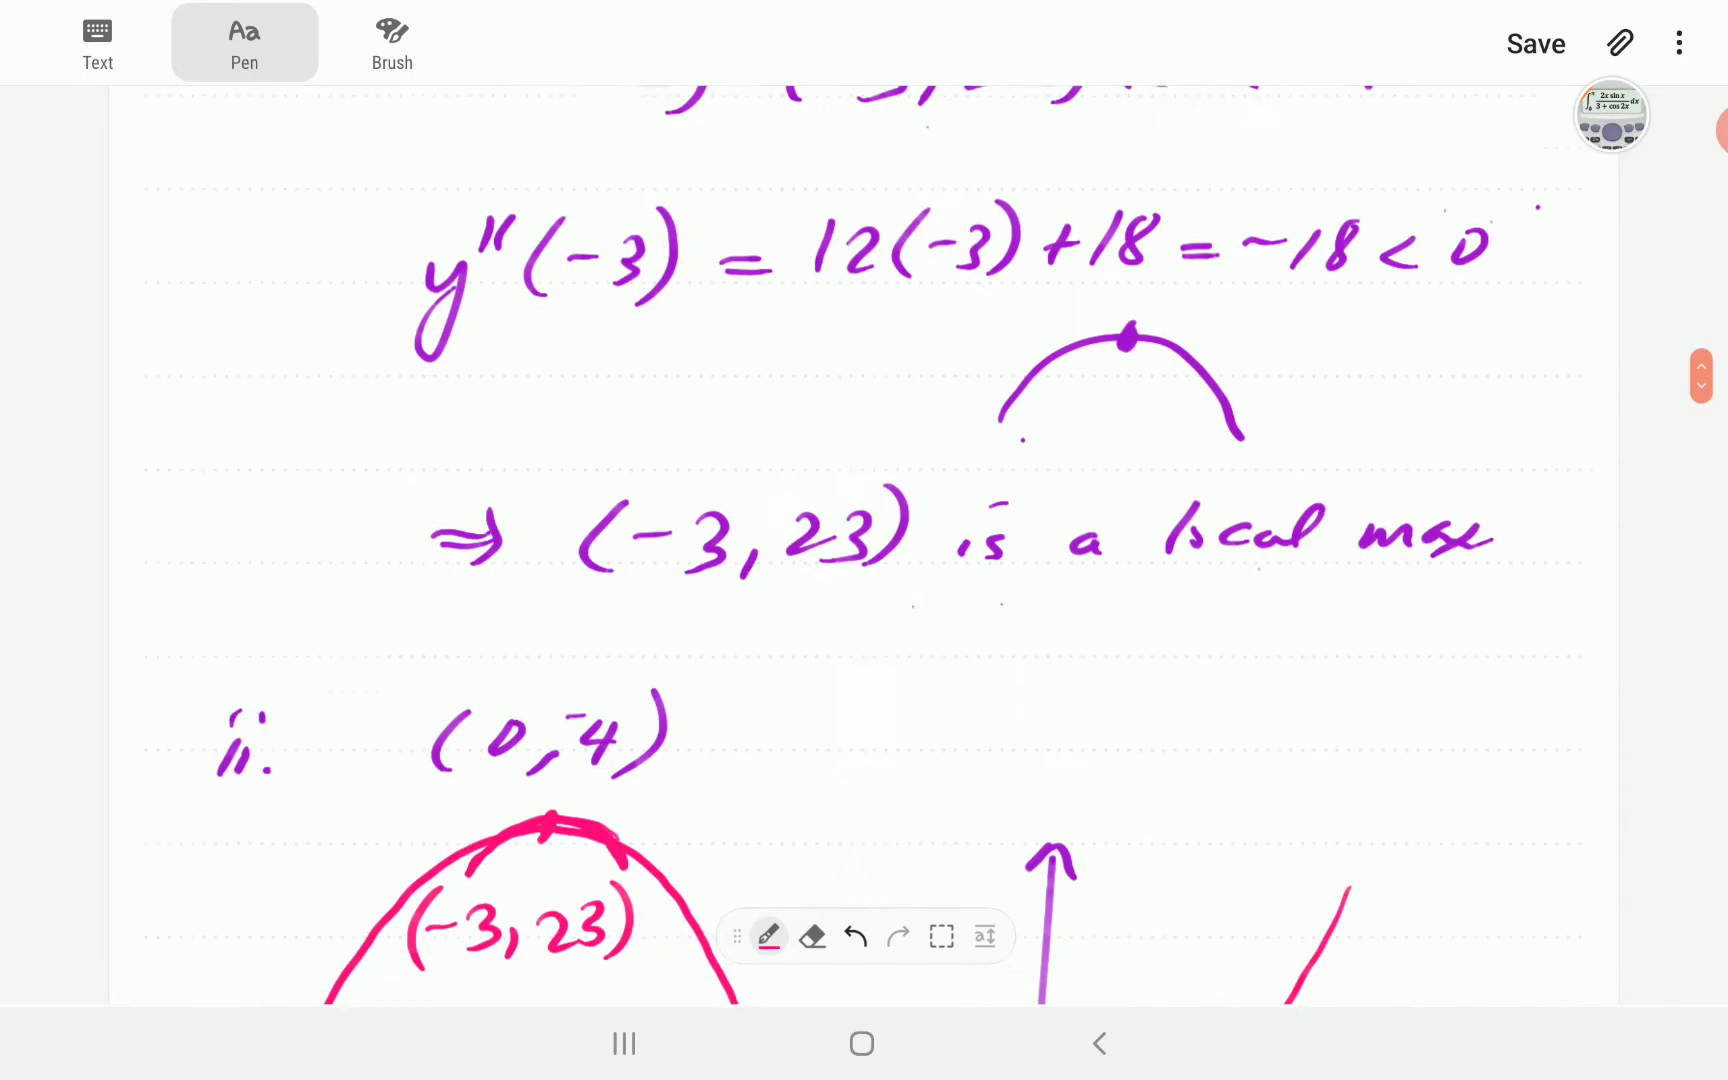 Text
Aa
Pen
Brush
Save
y''(-3) = 12(-3) + 18 = -18 < 0
⇒ (-3, 23) is a local max
ii. (0, -4)
(-3, 23)